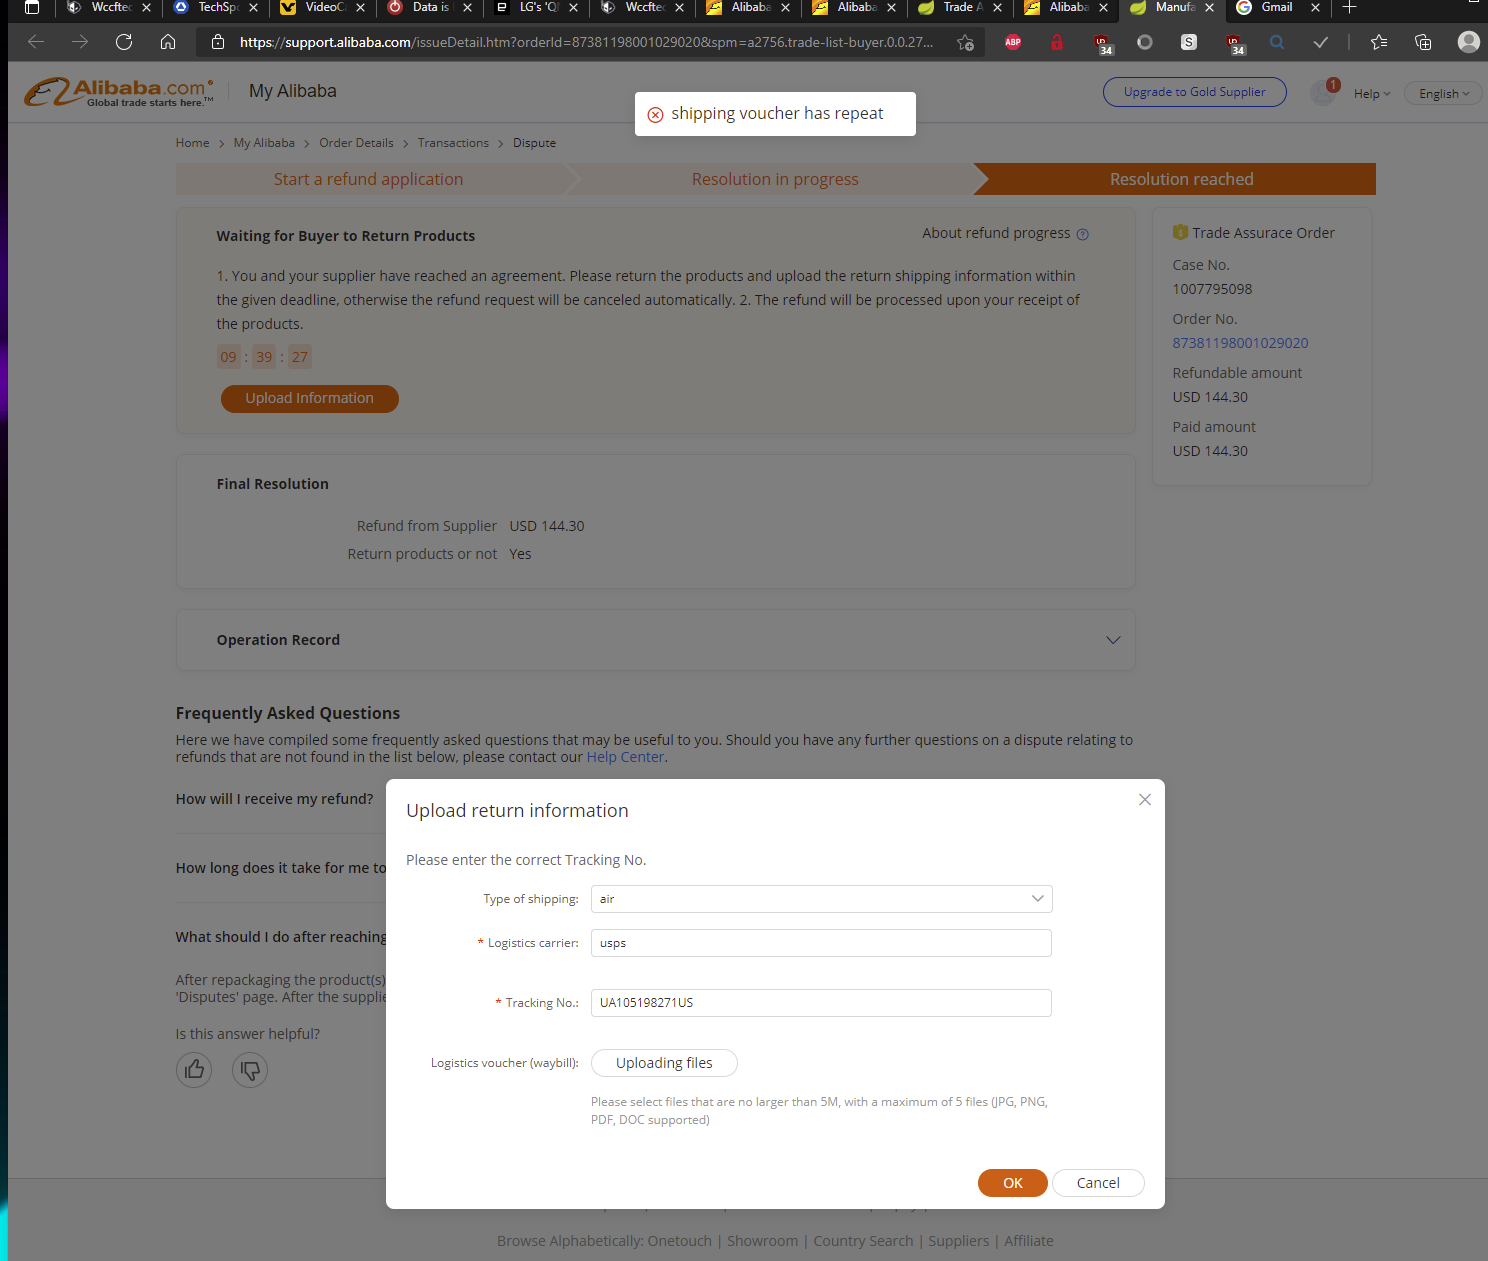 Wccftec
TechSp
VideoC
Data is
LG's 'Q
Wccftec
Alibaba
Alibaba
Trade A
Alibaba
Manufa
Gmail
https://support.alibaba.com/issueDetail.htm?orderId=87381198001029020&spm=a2756.trade-list-buyer.0.0.27...
ABP
34
S
34
Alibaba.com
Global trade starts here.™
My Alibaba
shipping voucher has repeat
Upgrade to Gold Supplier
1
Help
English
Home > My Alibaba > Order Details > Transactions > Dispute
Start a refund application
Resolution in progress
Resolution reached
Waiting for Buyer to Return Products
About refund progress
1. You and your supplier have reached an agreement. Please return the products and upload the return shipping information within
the given deadline, otherwise the refund request will be canceled automatically. 2. The refund will be processed upon your receipt of
the products.
09 : 39 : 27
Upload Information
Trade Assurace Order
Case No.
1007795098
Order No.
87381198001029020
Refundable amount
USD 144.30
Paid amount
USD 144.30
Final Resolution
Refund from Supplier USD 144.30
Return products or not Yes
Operation Record
Frequently Asked Questions
Here we have compiled some frequently asked questions that may be useful to you. Should you have any further questions on a dispute relating to
refunds that are not found in the list below, please contact our Help Center.
How will I receive my refund?
How long does it take for me to
What should I do after reaching
After repackaging the product(s)
'Disputes' page. After the supplie
Is this answer helpful?
Upload return information
Please enter the correct Tracking No.
Type of shipping: air
* Logistics carrier: usps
* Tracking No.: UA105198271US
Logistics voucher (waybill): Uploading files
Please select files that are no larger than 5M, with a maximum of 5 files (JPG, PNG,
PDF, DOC supported)
OK
Cancel
Browse Alphabetically: Onetouch | Showroom | Country Search | Suppliers | Affiliate